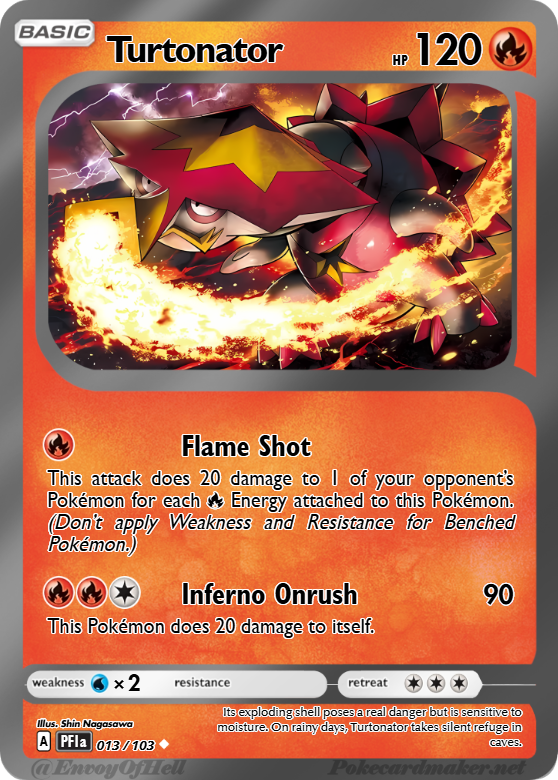 BASIC
Turtonator
HP 120
Flame Shot
This attack does 20 damage to 1 of your opponent's
Pokémon for each Energy attached to this Pokémon.
(Don't apply Weakness and Resistance for Benched
Pokémon.)
Inferno Onrush 90
This Pokémon does 20 damage to itself.
weakness ×2 resistance retreat
Illus. Shin Nagasawa
A PFla 013/103
Its exploding shell poses a real danger but is sensitive to
moisture. On rainy days, Turtonator takes silent refuge in
caves.
@EnvoyOfHell Pokecardmaker.net